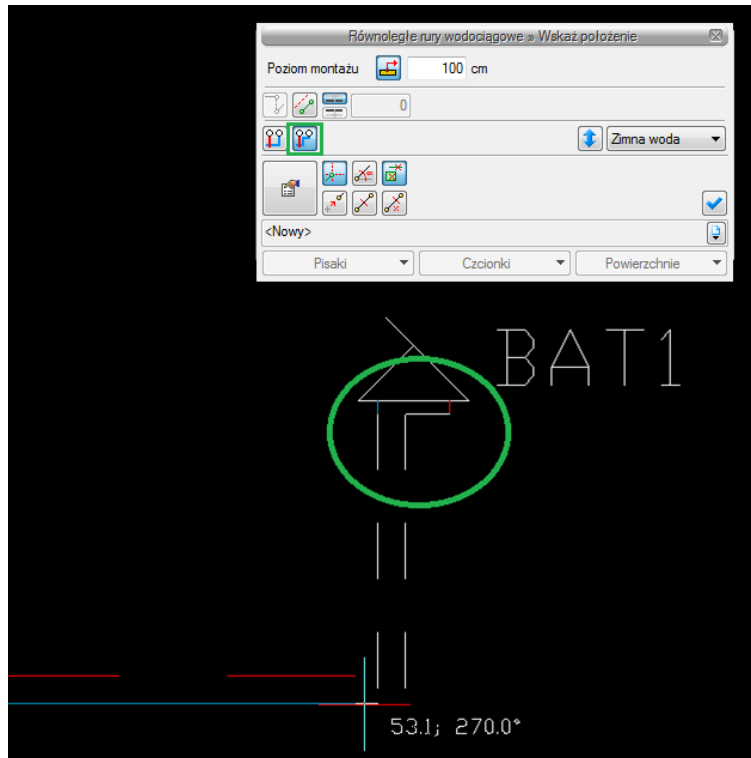 Równoległe rury wodociągowe » Wskaż położenie
Poziom montażu 100 cm
0
Zimna woda
<Nowy>
Pisaki Czcionki Powierzchnie
BAT1
53.1; 270.0°